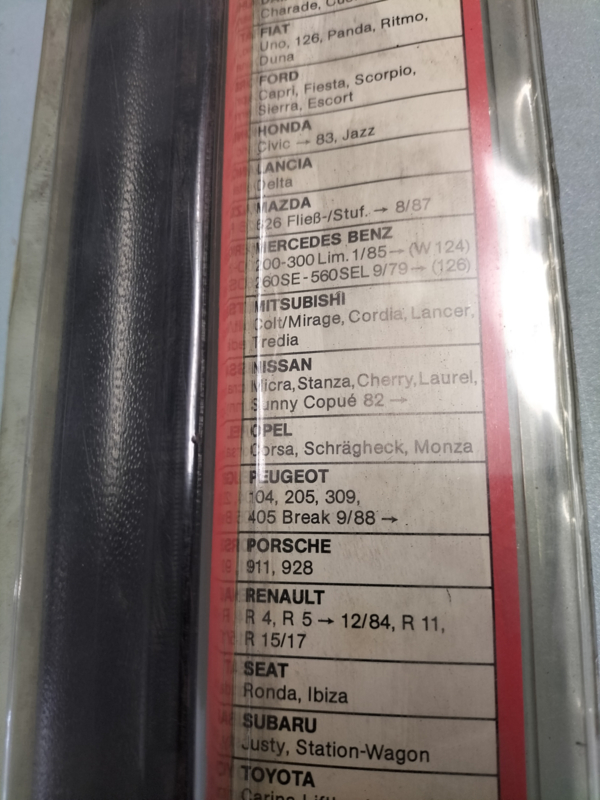 Charade,
FIAT
Uno, 126, Panda, Ritmo,
Duna
FORD
Capri, Fiesta, Scorpio,
Sierra, Escort
HONDA
Civic → 83, Jazz
LANCIA
Delta
MAZDA
626 Fließ-/Stuf. → 8/87
MERCEDES BENZ
200-300 Lim. 1/85 → (W 124)
260SE - 560SEL 9/79 → (126)
MITSUBISHI
Colt/Mirage, Cordia, Lancer,
Tredia
NISSAN
Micra, Stanza, Cherry, Laurel,
Sunny Copué 82 →
OPEL
Corsa, Schrägheck, Monza
PEUGEOT
104, 205, 309,
405 Break 9/88 →
PORSCHE
911, 928
RENAULT
R 4, R 5 → 12/84, R 11,
R 15/17
SEAT
Ronda, Ibiza
SUBARU
Justy, Station-Wagon
TOYOTA
Carina